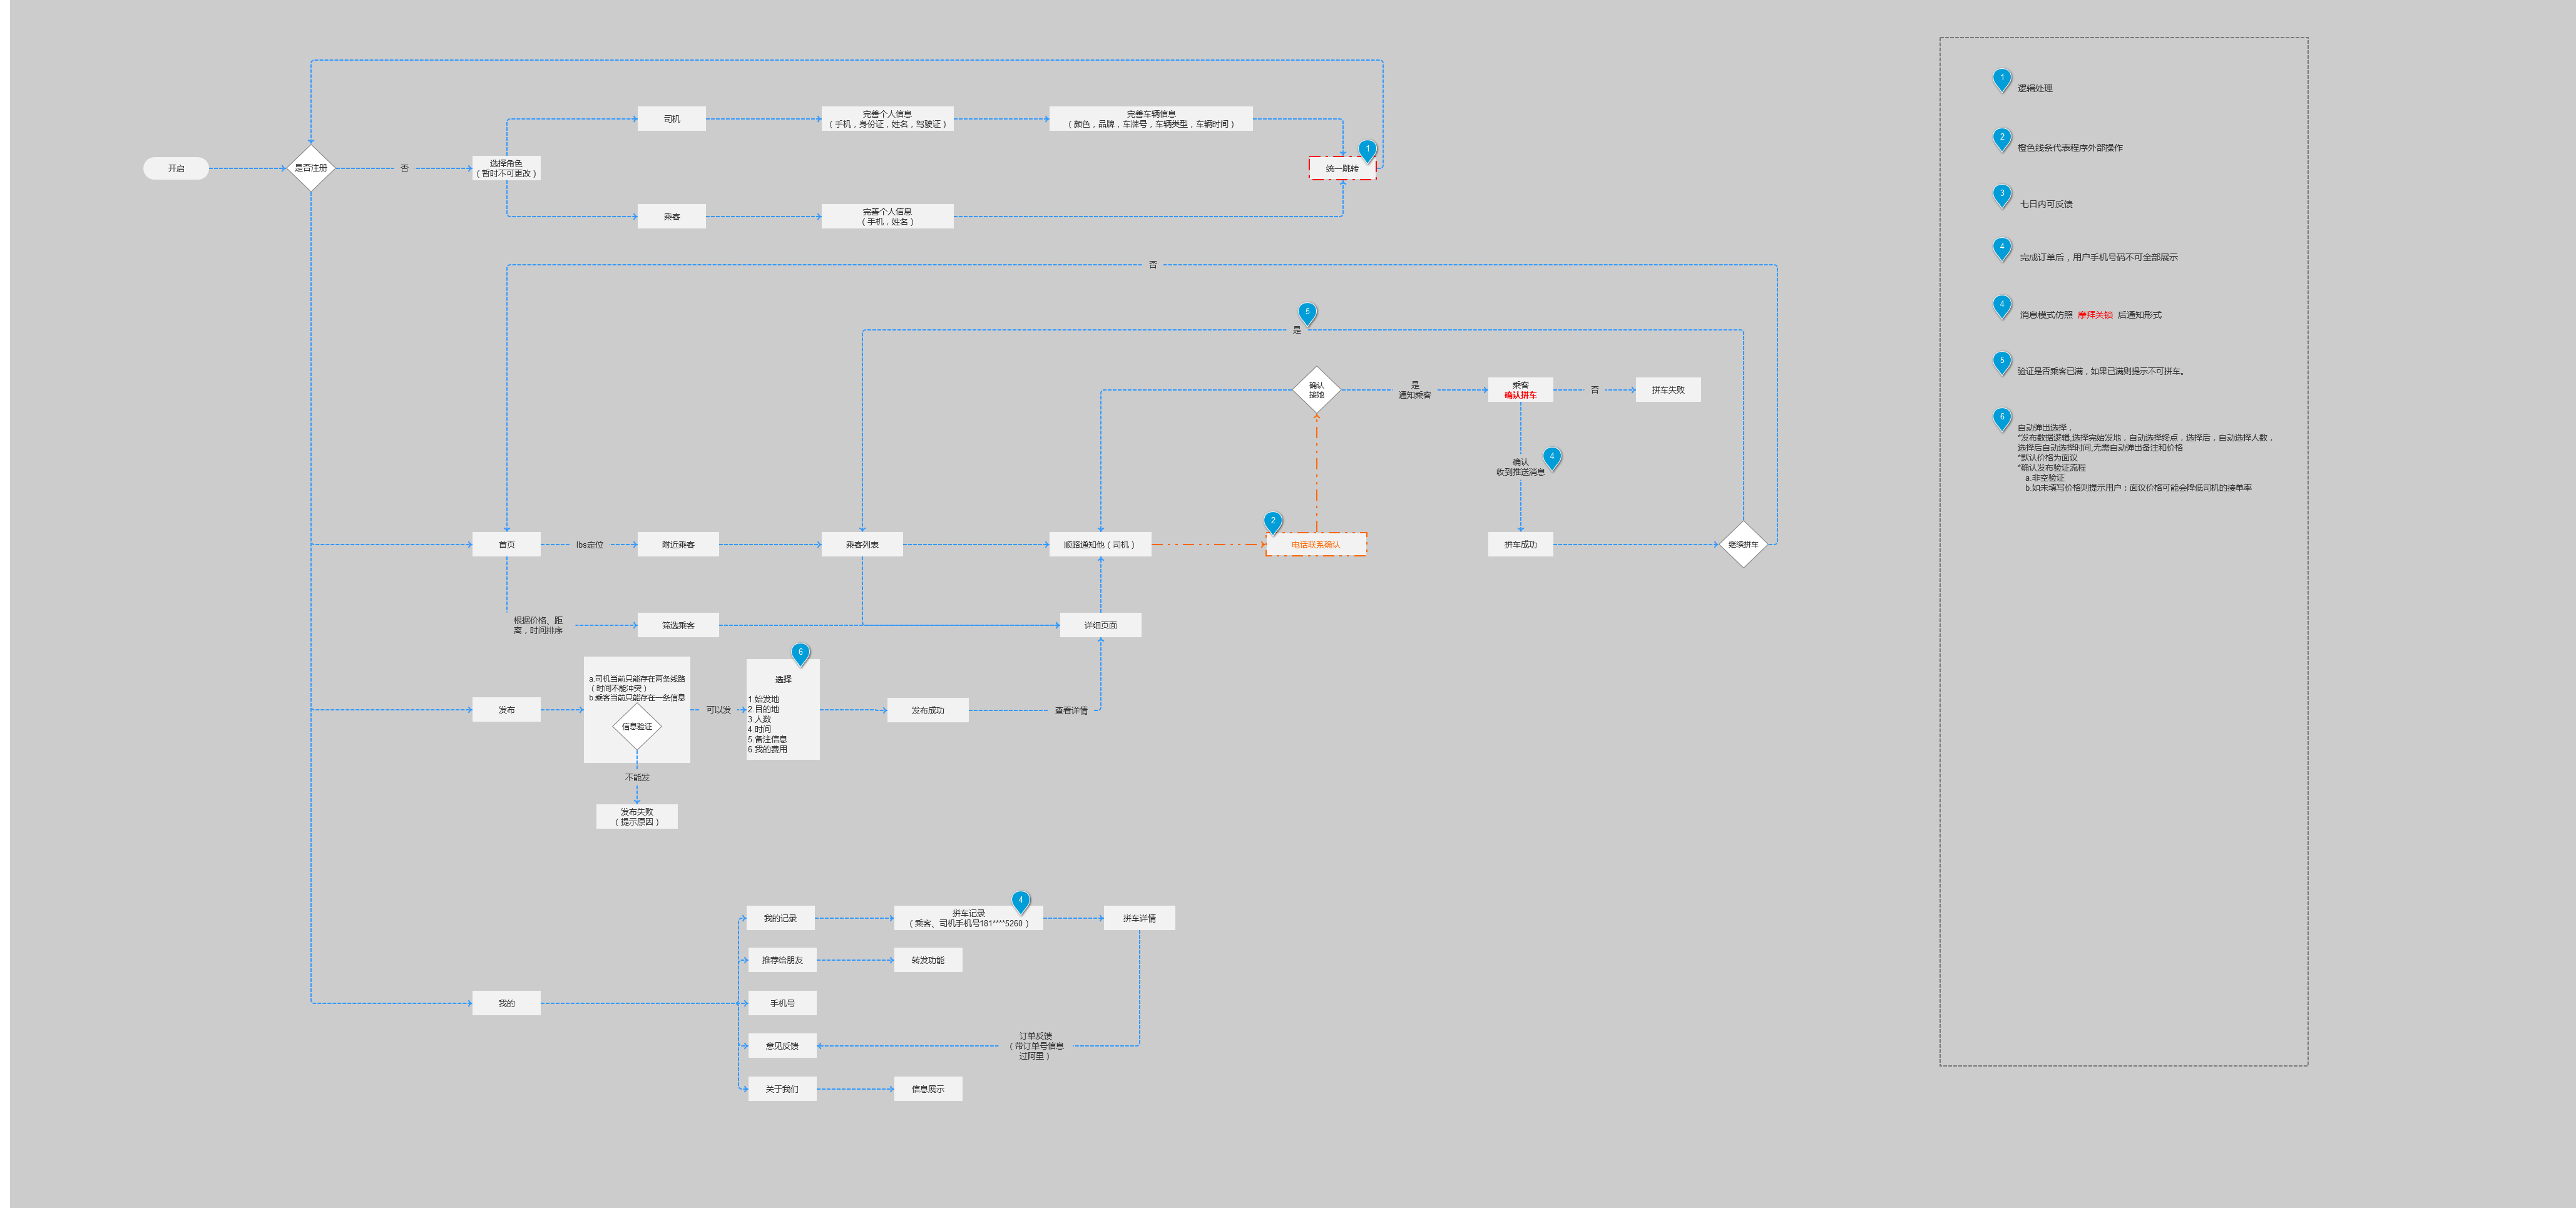 开启
是否注册
否
选择角色
（暂时不可更改）
司机
完善个人信息
（手机，身份证，姓名，驾驶证）
完善车辆信息
（颜色，品牌，车牌号，车辆类型，车辆时间）
1
统一跳转
乘客
完善个人信息
（手机，姓名）
否
5
是
确认
接她
是
通知乘客
乘客
确认拼车
否
拼车失败
确认
收到推送消息
4
首页
lbs定位
附近乘客
乘客列表
顺路通知他（司机）
2
电话联系确认
拼车成功
继续拼车
根据价格、距
离，时间排序
筛选乘客
详细页面
发布
a.司机当前只能存在两条线路
（时间不能冲突）
b.乘客当前只能存在一条信息
信息验证
可以发
6
选择
1.始发地
2.目的地
3.人数
4.时间
5.备注信息
6.我的费用
发布成功
查看详情
不能发
发布失败
（提示原因）
我的
我的记录
4
拼车记录
（乘客、司机手机号181****5260）
拼车详情
推荐给朋友
转发功能
手机号
意见反馈
订单反馈
（带订单号信息
过阿里）
关于我们
信息展示
1
逻辑处理
2
橙色线条代表程序外部操作
3
七日内可反馈
4
完成订单后，用户手机号码不可全部展示
4
消息模式仿照 摩拜关锁 后通知形式
5
验证是否乘客已满，如果已满则提示不可拼车。
6
自动弹出选择，
*发布数据逻辑,选择完始发地，自动选择终点，选择后，自动选择人数，
选择后自动选择时间,无需自动弹出备注和价格
*默认价格为面议
*确认发布验证流程
a.非空验证
b.如未填写价格则提示用户：面议价格可能会降低司机的接单率